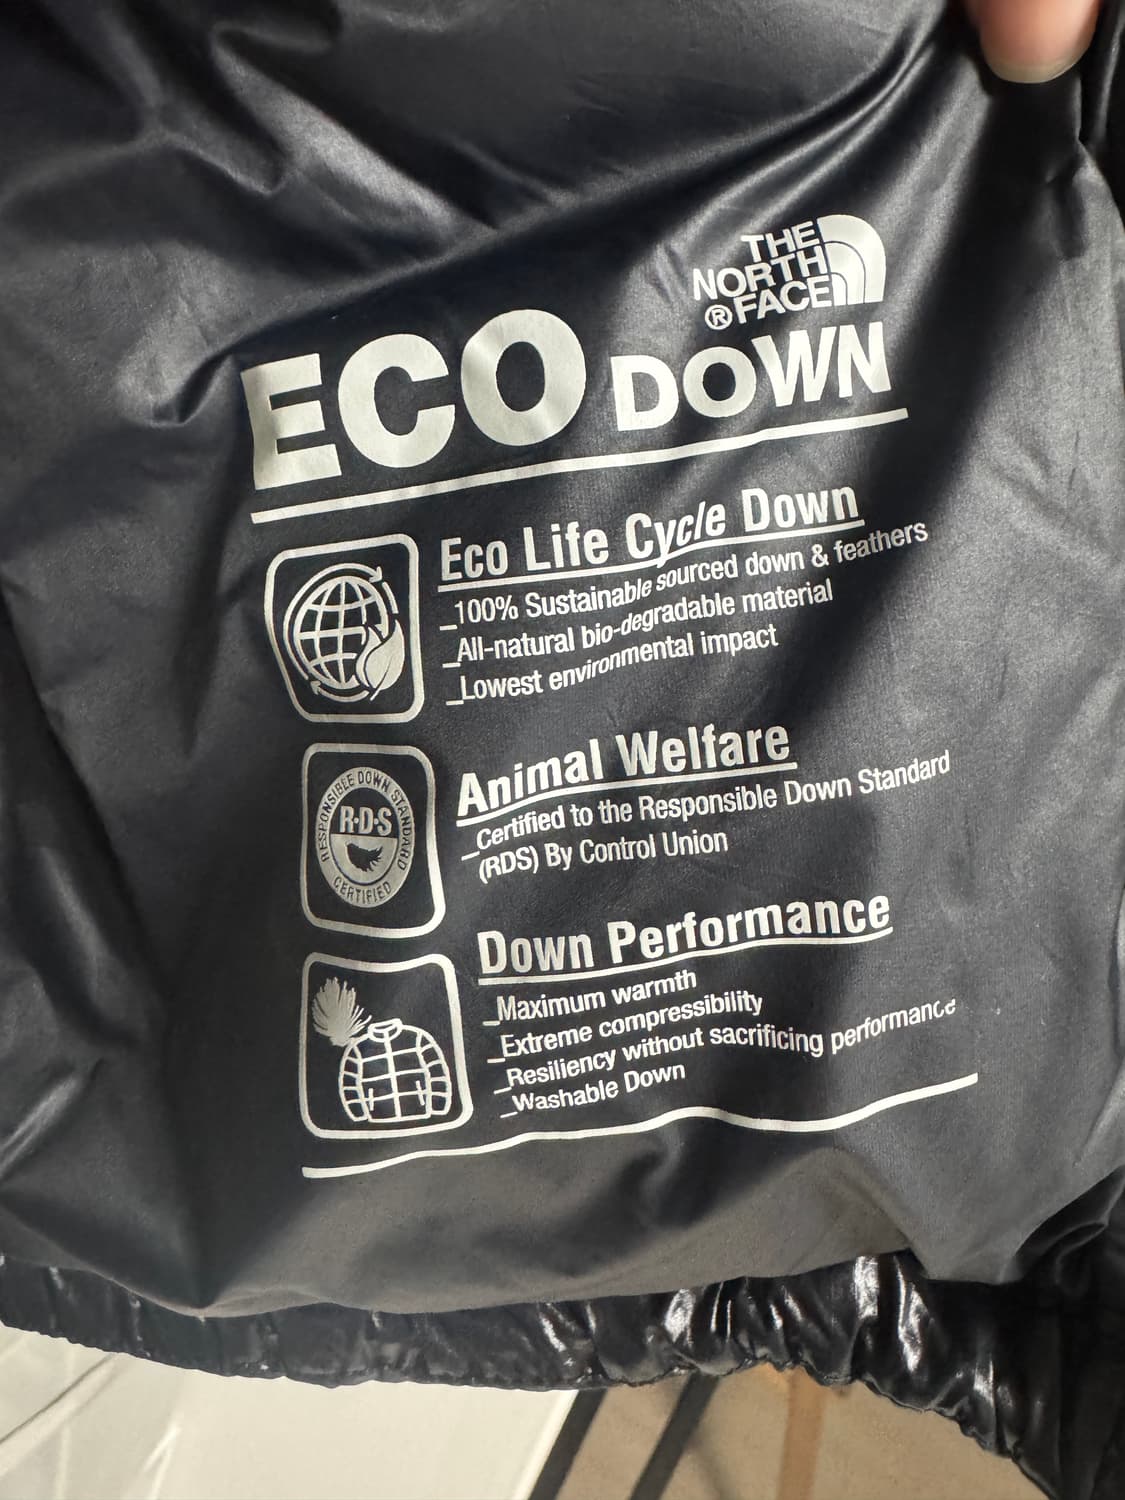 THE
NORTH
® FACE
ECO DOWN
Eco Life Cycle Down
_100% Sustainable sourced down & feathers
_All-natural bio-degradable material
_Lowest environmental impact
RESPONSIBLE DOWN STANDARD
R·D·S
CERTIFIED
Animal Welfare
_Certified to the Responsible Down Standard
(RDS) By Control Union
Down Performance
_Maximum warmth
_Extreme compressibility
_Resiliency without sacrificing performance
_Washable Down